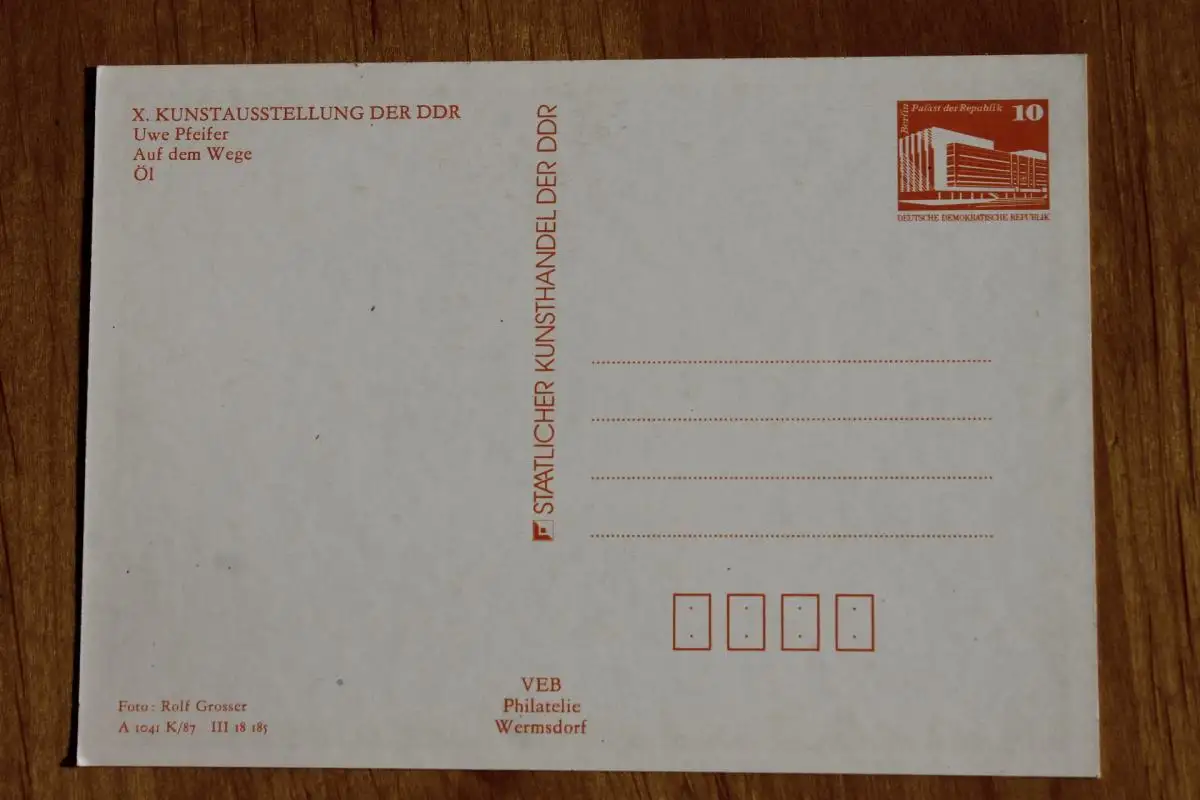 X. KUNSTAUSSTELLUNG DER DDR
Uwe Pfeifer
Auf dem Wege
Öl
STAATLICHER KUNSTHANDEL DER DDR
Berlin
Palast der Republik
10
DEUTSCHE DEMOKRATISCHE REPUBLIK
Foto: Rolf Grosser
A 1041 K/87 III 18 185
VEB
Philatelie
Wermsdorf